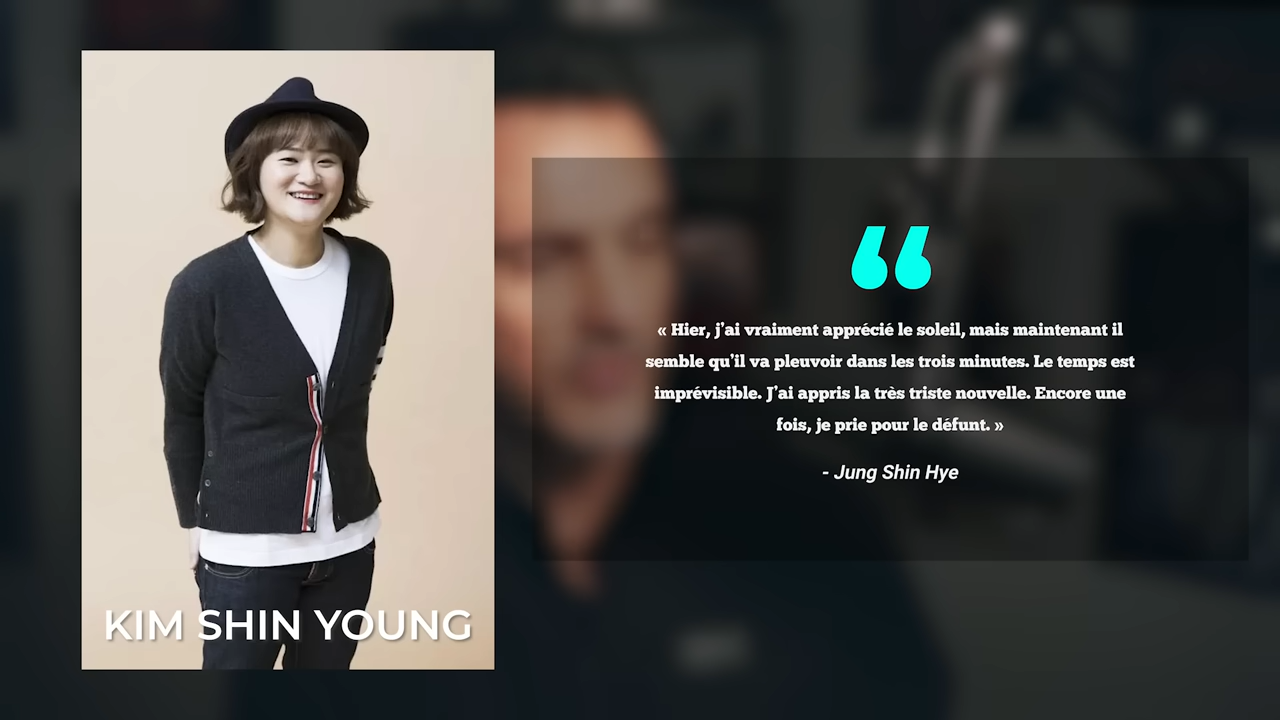 KIM SHIN YOUNG
“
« Hier, j’ai vraiment apprécié le soleil, mais maintenant il
semble qu’il va pleuvoir dans les trois minutes. Le temps est
imprévisible. J’ai appris la très triste nouvelle. Encore une
fois, je prie pour le défunt. »
- Jung Shin Hye